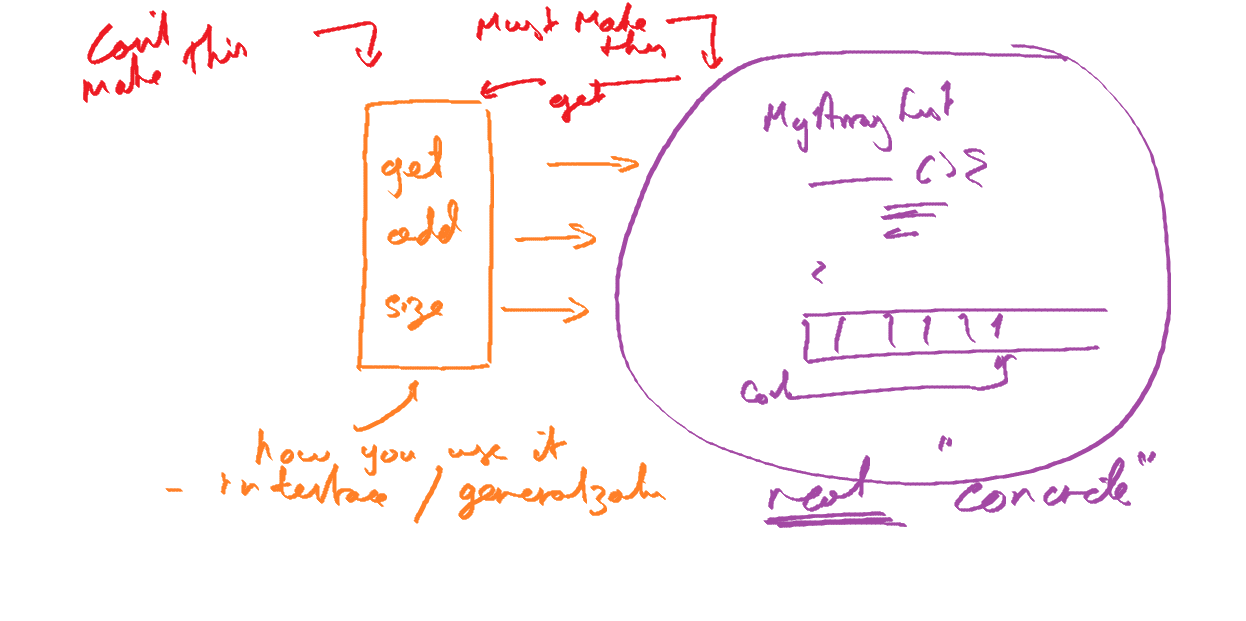 Can't
Make This
Must Make
this
get
get
add
size
how you use it
- interface / generalization
MyArrayList
() {
}
real "concrete"